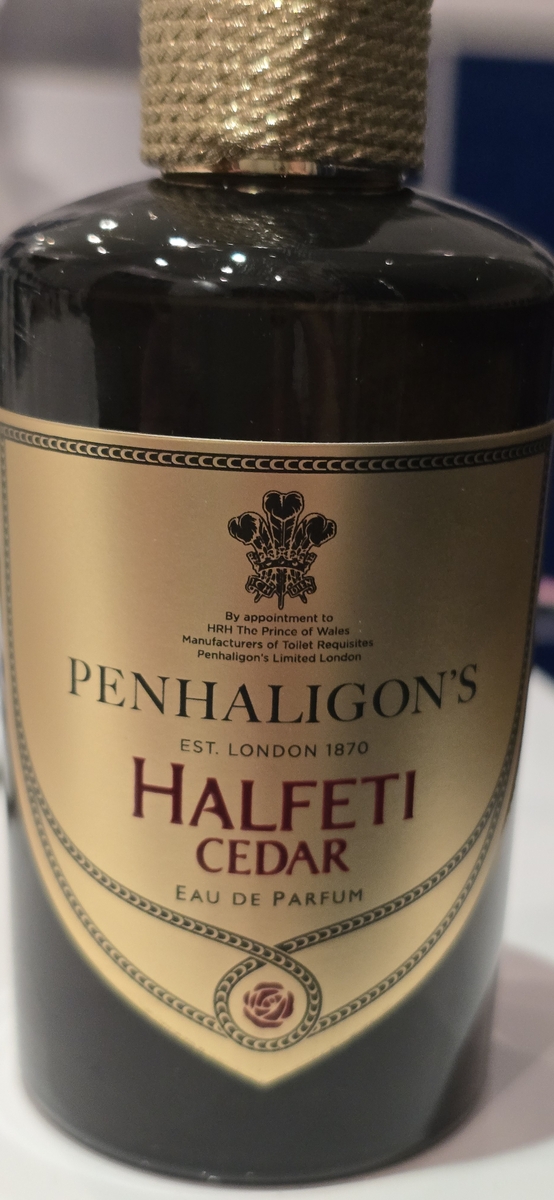 By appointment to
HRH The Prince of Wales
Manufacturers of Toilet Requisites
Penhaligon's Limited London
PENHALIGON'S
EST. LONDON 1870
HALFETI
CEDAR
EAU DE PARFUM